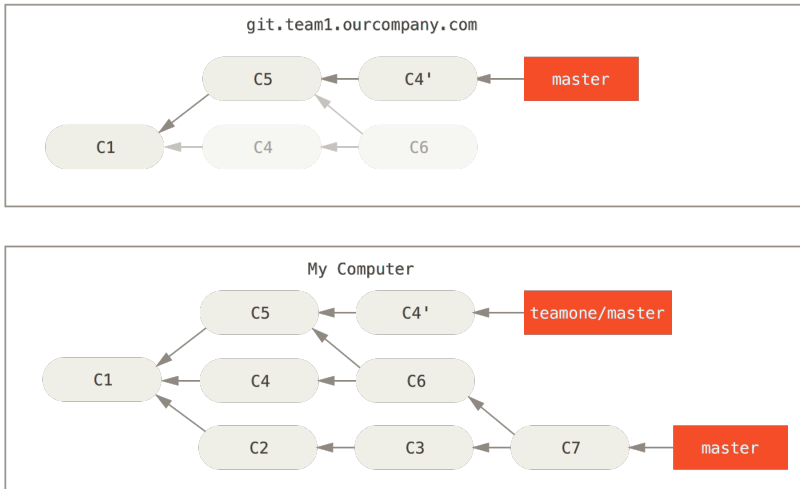 git.team1.ourcompany.com
C5 C4' master
C1 C4 C6
My Computer
C5 C4' teamone/master
C1 C4 C6
C2 C3 C7 master